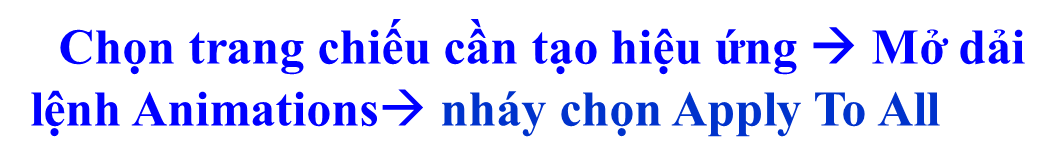 Chọn trang chiếu cần tạo hiệu ứng → Mở dải
lệnh Animations→ nháy chọn Apply To All